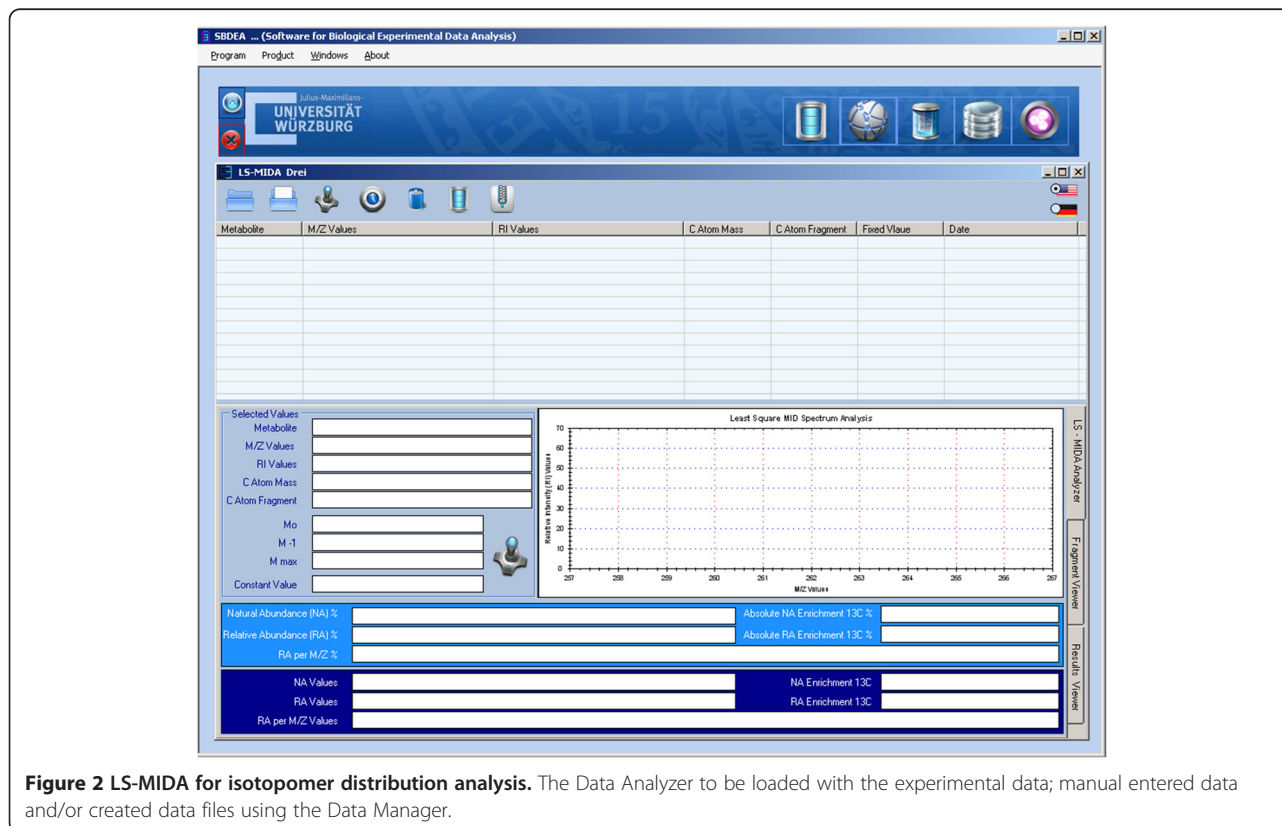 SBDEA ... (Software for Biological Experimental Data Analysis)
Program Product Windows About
Julius-Maximilians-
UNIVERSITÄT
WÜRZBURG
15
LS-MIDA Drei
Metabolite M/Z Values RI Values C Atom Mass C Atom Fragment Fixed Vlaue Date
Selected Values
Metabolite
M/Z Values
RI Values
C Atom Mass
C Atom Fragment
Mo
M -1
M max
Constant Value
Least Square MID Spectrum Analysis
Relative Intensity (RI) Values
70
60
50
40
30
20
10
0
257 258 259 260 261 262 263 264 265 266 267
M/Z Values
LS - MIDA Analyzer
Fragment Viewer
Results Viewer
Natural Abundance (NA) % Absolute NA Enrichment 13C %
Relative Abundance (RA) % Absolute RA Enrichment 13C %
RA per M/Z %
NA Values NA Enrichment 13C
RA Values RA Enrichment 13C
RA per M/Z Values
Figure 2 LS-MIDA for isotopomer distribution analysis. The Data Analyzer to be loaded with the experimental data; manual entered data
and/or created data files using the Data Manager.